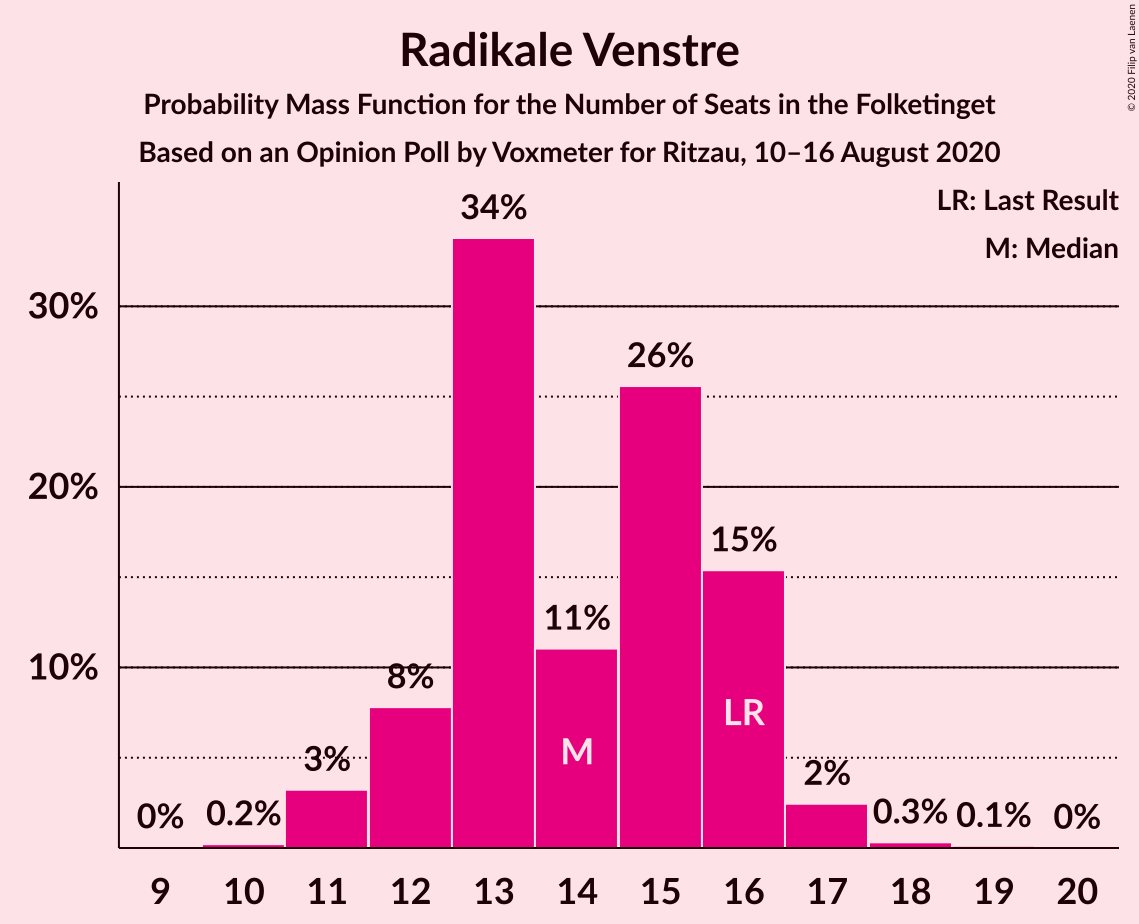 Radikale Venstre
Probability Mass Function for the Number of Seats in the Folketinget
Based on an Opinion Poll by Voxmeter for Ritzau, 10–16 August 2020
© 2020 Filip van Laenen
LR: Last Result
M: Median
30%
20%
10%
0%
0.2%
3%
8%
34%
11%
26%
15%
2%
0.3%
0.1%
0%
M
LR
9 10 11 12 13 14 15 16 17 18 19 20